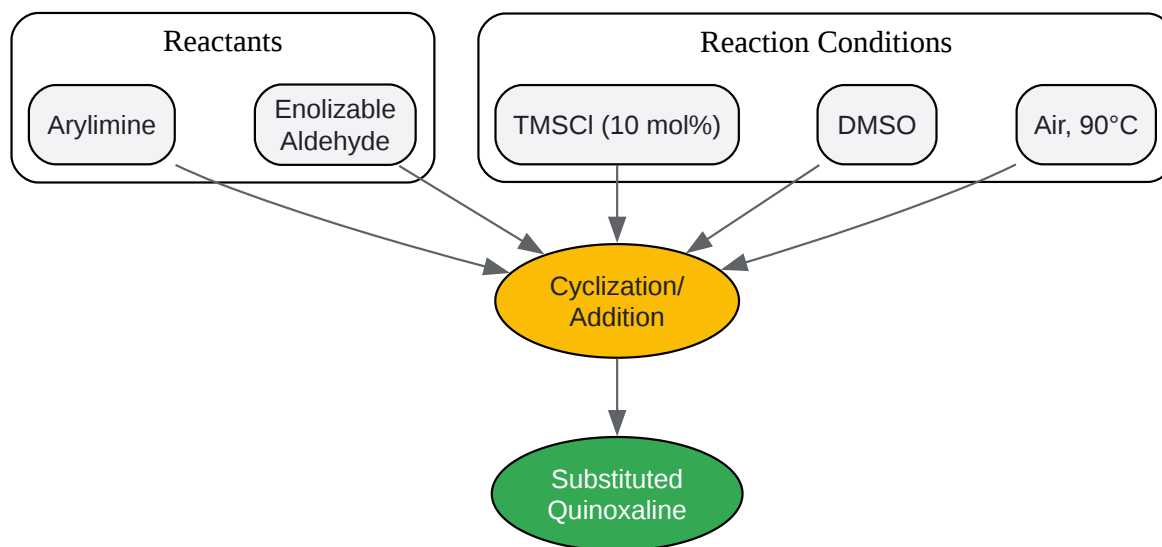 Reactants
Reaction Conditions
Arylimine
Enolizable
Aldehyde
TMSCl (10 mol%)
DMSO
Air, 90°C
Cyclization/
Addition
Substituted
Quinoxaline